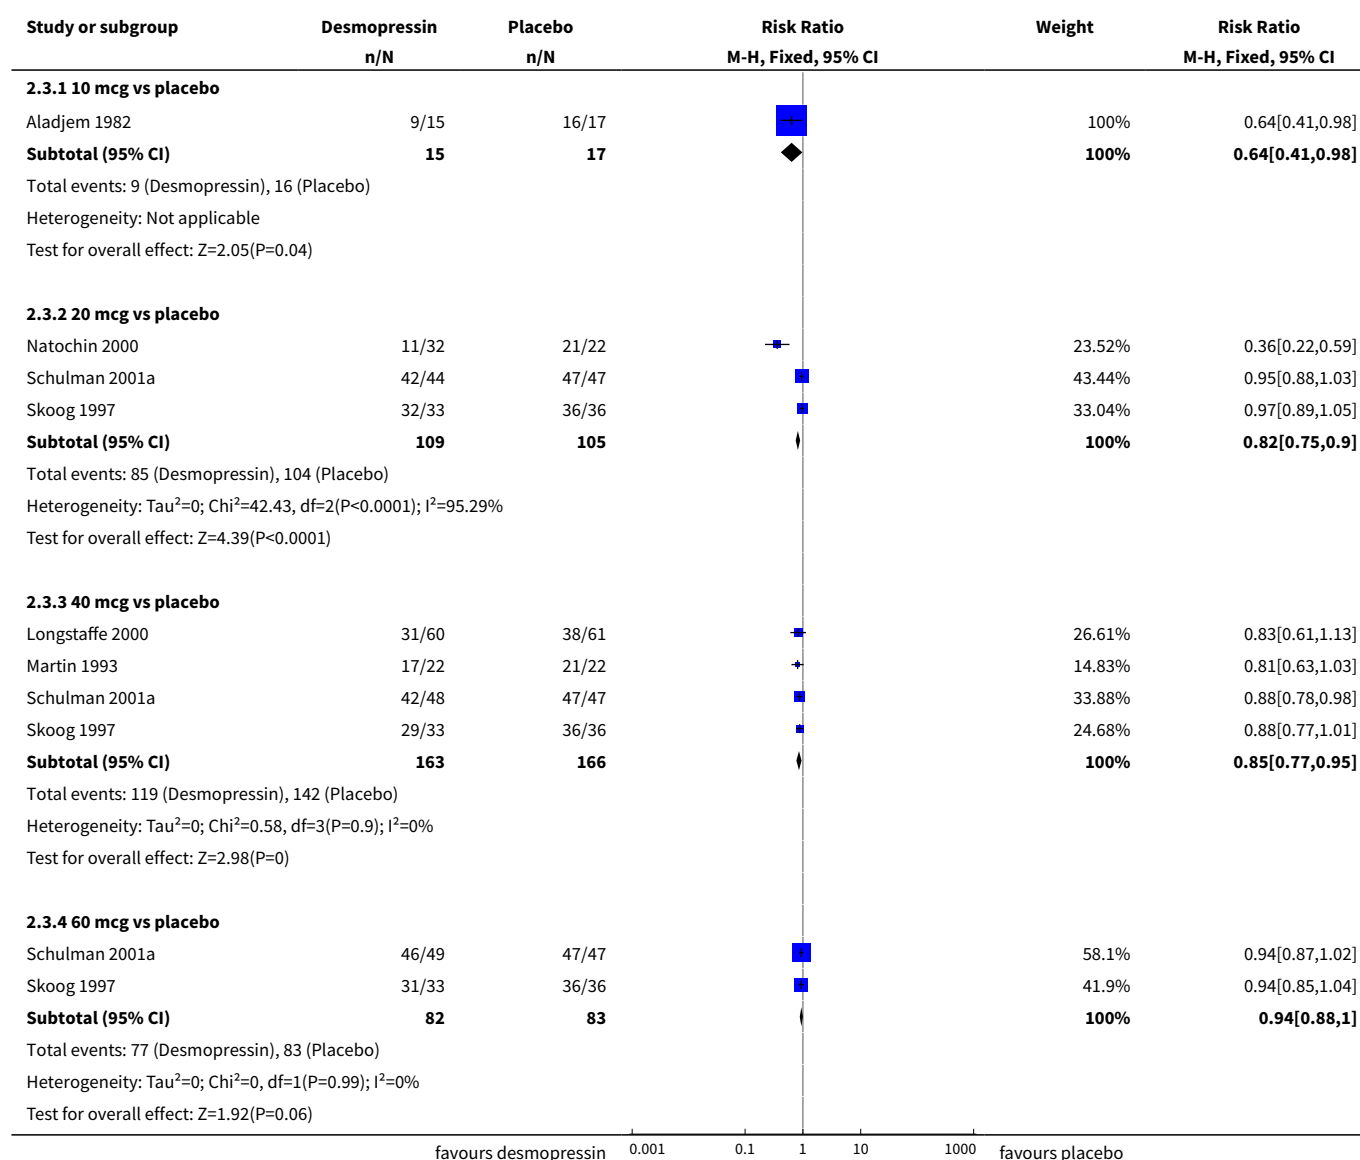 Study or subgroup Desmopressin Placebo Risk Ratio Weight Risk Ratio
n/N n/N M-H, Fixed, 95% CI M-H, Fixed, 95% CI
2.3.1 10 mcg vs placebo
Aladjem 1982 9/15 16/17 100% 0.64[0.41,0.98]
Subtotal (95% CI) 15 17 100% 0.64[0.41,0.98]
Total events: 9 (Desmopressin), 16 (Placebo)
Heterogeneity: Not applicable
Test for overall effect: Z=2.05(P=0.04)
2.3.2 20 mcg vs placebo
Natochin 2000 11/32 21/22 23.52% 0.36[0.22,0.59]
Schulman 2001a 42/44 47/47 43.44% 0.95[0.88,1.03]
Skoog 1997 32/33 36/36 33.04% 0.97[0.89,1.05]
Subtotal (95% CI) 109 105 100% 0.82[0.75,0.9]
Total events: 85 (Desmopressin), 104 (Placebo)
Heterogeneity: Tau²=0; Chi²=42.43, df=2(P<0.0001); I²=95.29%
Test for overall effect: Z=4.39(P<0.0001)
2.3.3 40 mcg vs placebo
Longstaffe 2000 31/60 38/61 26.61% 0.83[0.61,1.13]
Martin 1993 17/22 21/22 14.83% 0.81[0.63,1.03]
Schulman 2001a 42/48 47/47 33.88% 0.88[0.78,0.98]
Skoog 1997 29/33 36/36 24.68% 0.88[0.77,1.01]
Subtotal (95% CI) 163 166 100% 0.85[0.77,0.95]
Total events: 119 (Desmopressin), 142 (Placebo)
Heterogeneity: Tau²=0; Chi²=0.58, df=3(P=0.9); I²=0%
Test for overall effect: Z=2.98(P=0)
2.3.4 60 mcg vs placebo
Schulman 2001a 46/49 47/47 58.1% 0.94[0.87,1.02]
Skoog 1997 31/33 36/36 41.9% 0.94[0.85,1.04]
Subtotal (95% CI) 82 83 100% 0.94[0.88,1]
Total events: 77 (Desmopressin), 83 (Placebo)
Heterogeneity: Tau²=0; Chi²=0, df=1(P=0.99); I²=0%
Test for overall effect: Z=1.92(P=0.06)
favours desmopressin 0.001 0.1 1 10 1000 favours placebo